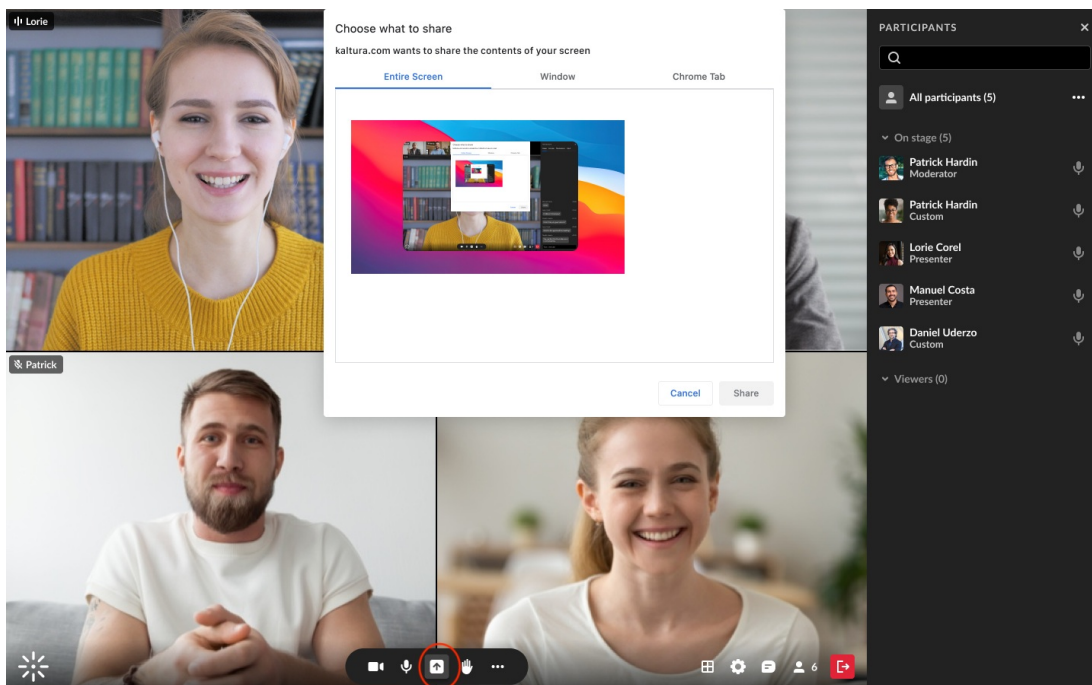 Lorie
Choose what to share
kaltura.com wants to share the contents of your screen
Entire Screen
Window
Chrome Tab
Cancel
Share
Patrick
6
PARTICIPANTS
All participants (5)
On stage (5)
Patrick Hardin
Moderator
Patrick Hardin
Custom
Lorie Corel
Presenter
Manuel Costa
Presenter
Daniel Uderzo
Custom
Viewers (0)